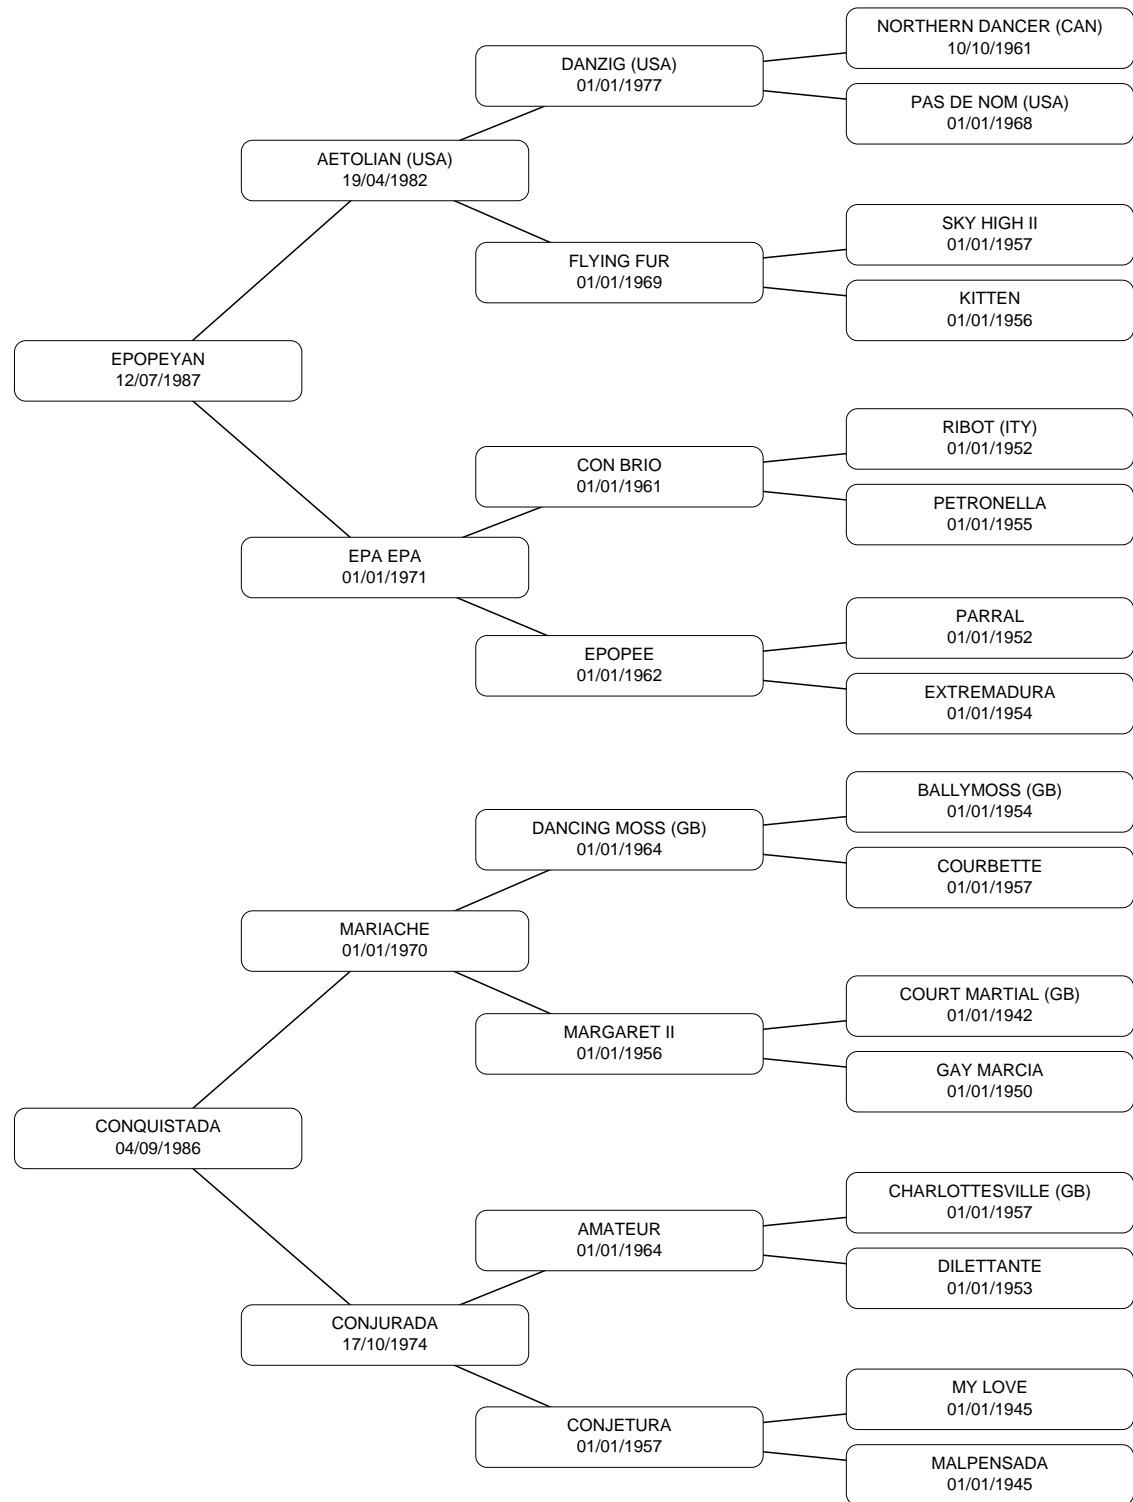 NORTHERN DANCER (CAN)
10/10/1961
DANZIG (USA)
01/01/1977
PAS DE NOM (USA)
01/01/1968
AETOLIAN (USA)
19/04/1982
SKY HIGH II
01/01/1957
FLYING FUR
01/01/1969
KITTEN
01/01/1956
EPOPEYAN
12/07/1987
RIBOT (ITY)
01/01/1952
CON BRIO
01/01/1961
PETRONELLA
01/01/1955
EPA EPA
01/01/1971
PARRAL
01/01/1952
EPOPEE
01/01/1962
EXTREMADURA
01/01/1954
BALLYMOSS (GB)
01/01/1954
DANCING MOSS (GB)
01/01/1964
COURBETTE
01/01/1957
MARIACHE
01/01/1970
COURT MARTIAL (GB)
01/01/1942
MARGARET II
01/01/1956
GAY MARCIA
01/01/1950
CONQUISTADA
04/09/1986
CHARLOTTESVILLE (GB)
01/01/1957
AMATEUR
01/01/1964
DILETTANTE
01/01/1953
CONJURADA
17/10/1974
MY LOVE
01/01/1945
CONJETURA
01/01/1957
MALPENSADA
01/01/1945